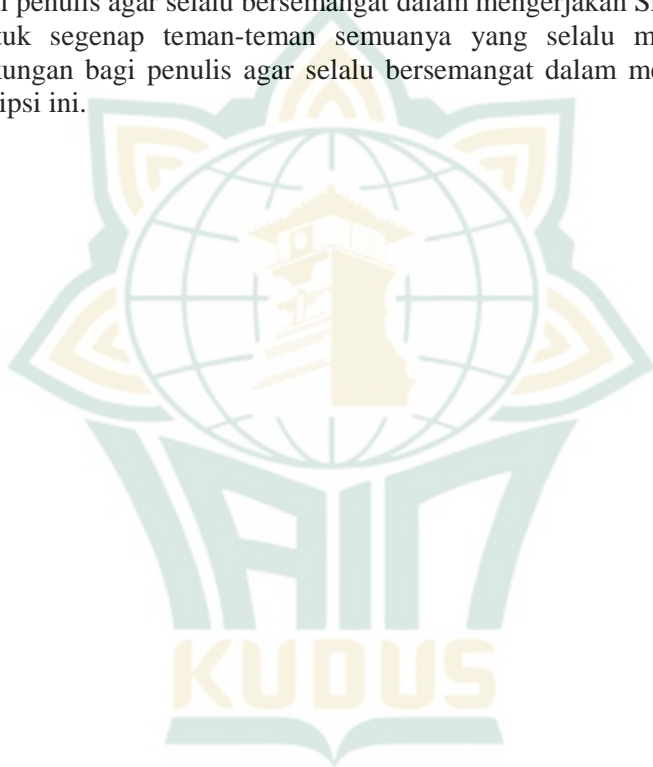 penulis agar selalu bersemangat dalam mengerjakan
segenap teman-teman semuanya yang selalu
bagi penulis agar selalu bersemangat dalam
ini.
IAIN
KUDUS